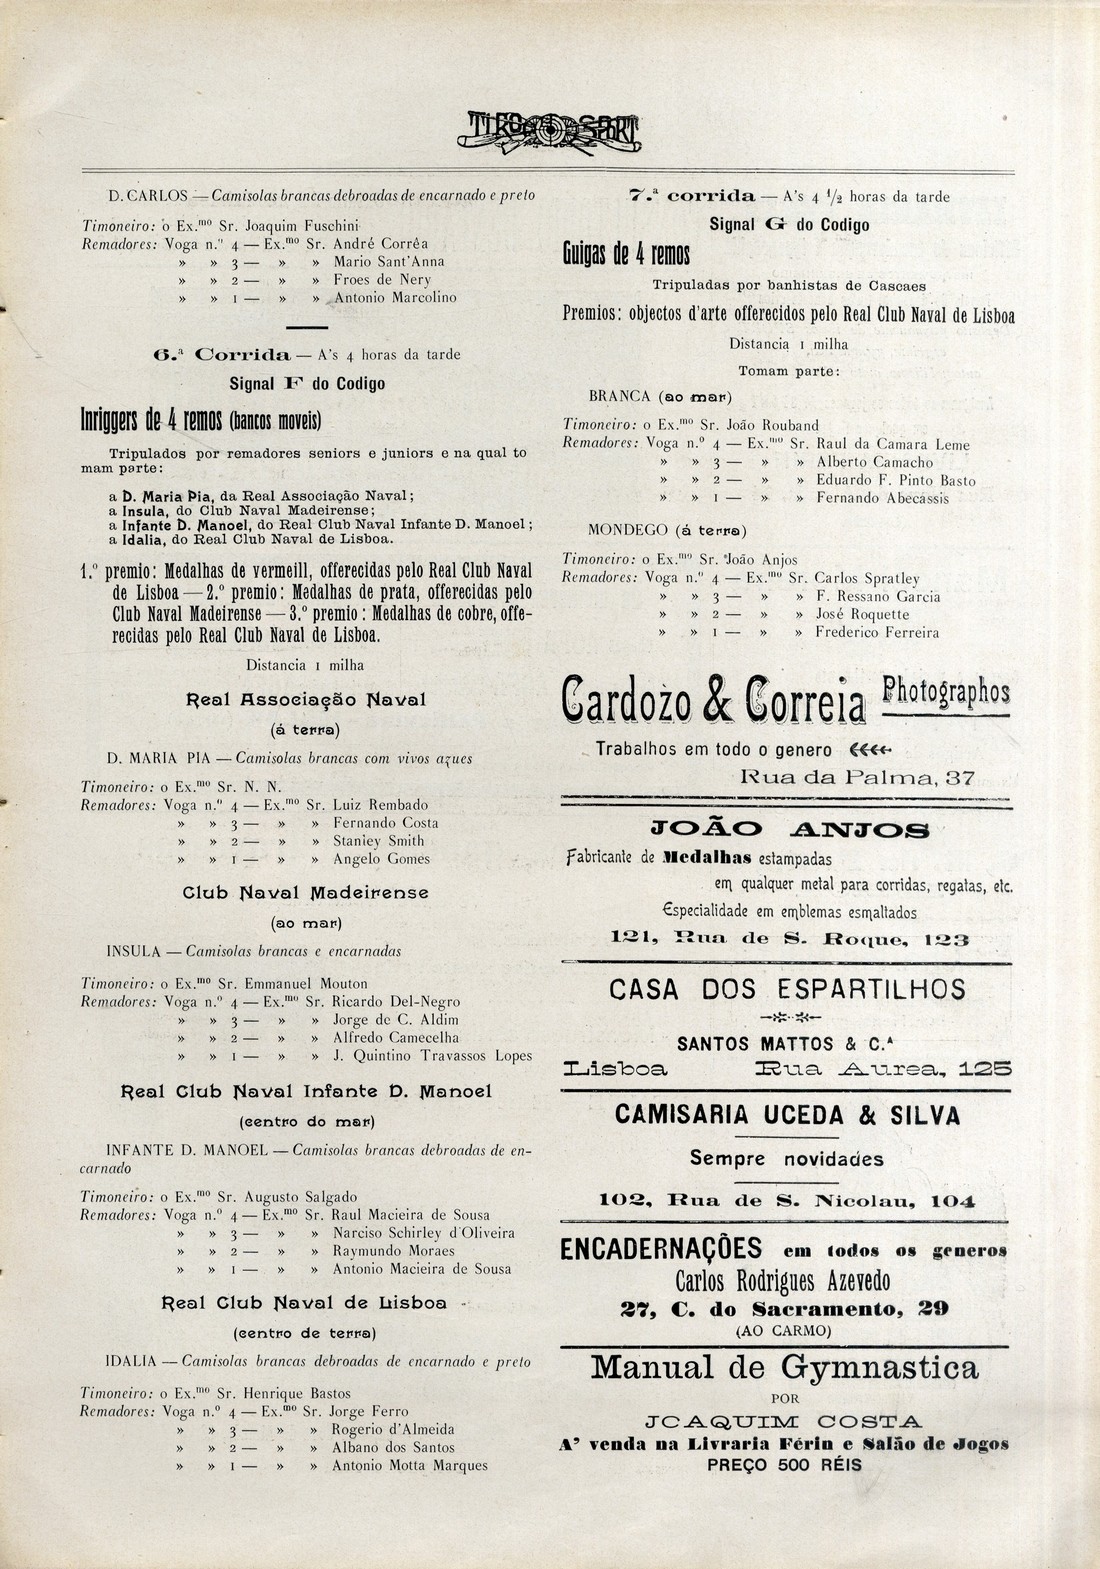 TIRO E SPORT
D. CARLOS — Camisolas brancas debroadas de encarnado e preto
Timoneiro: o Ex.mo Sr. Joaquim Fuschini
Remadores: Voga n.º 4 — Ex.mo Sr. André Corrêa
» » 3 — » » Mario Sant'Anna
» » 2 — » » Froes de Nery
» » 1 — » » Antonio Marcolino
6.ª Corrida — A's 4 horas da tarde
Signal F do Codigo
Inriggers de 4 remos (bancos moveis)
Tripulados por remadores seniors e juniors e na qual to
mam parte:
a D. Maria Pia, da Real Associação Naval;
a Insula, do Club Naval Madeirense;
a Infante D. Manoel, do Real Club Naval Infante D. Manoel;
a Idalia, do Real Club Naval de Lisboa.
1.º premio: Medalhas de vermeill, offerecidas pelo Real Club Naval
de Lisboa — 2.º premio: Medalhas de prata, offerecidas pelo
Club Naval Madeirense — 3.º premio: Medalhas de cobre, offe-
recidas pelo Real Club Naval de Lisboa.
Distancia 1 milha
Real Associação Naval
(á terra)
D. MARIA PIA — Camisolas brancas com vivos azues
Timoneiro: o Ex.mo Sr. N. N.
Remadores: Voga n.º 4 — Ex.mo Sr. Luiz Rembado
» » 3 — » » Fernando Costa
» » 2 — » » Stanley Smith
» » 1 — » » Angelo Gomes
Club Naval Madeirense
(ao mar)
INSULA — Camisolas brancas e encarnadas
Timoneiro: o Ex.mo Sr. Emmanuel Mouton
Remadores: Voga n.º 4 — Ex.mo Sr. Ricardo Del-Negro
» » 3 — » » Jorge de C. Aldim
» » 2 — » » Alfredo Camecelha
» » 1 — » » J. Quintino Travassos Lopes
Real Club Naval Infante D. Manoel
(centro do mar)
INFANTE D. MANOEL — Camisolas brancas debroadas de en-
carnado
Timoneiro: o Ex.mo Sr. Augusto Salgado
Remadores: Voga n.º 4 — Ex.mo Sr. Raul Macieira de Sousa
» » 3 — » » Narciso Schirley d'Oliveira
» » 2 — » » Raymundo Moraes
» » 1 — » » Antonio Macieira de Sousa
Real Club Naval de Lisboa
(centro de terra)
IDALIA — Camisolas brancas debroadas de encarnado e preto
Timoneiro: o Ex.mo Sr. Henrique Bastos
Remadores: Voga n.º 4 — Ex.mo Sr. Jorge Ferro
» » 3 — » » Rogerio d'Almeida
» » 2 — » » Albano dos Santos
» » 1 — » » Antonio Motta Marques
7.ª corrida — A's 4 1/2 horas da tarde
Signal G do Codigo
Guigas de 4 remos
Tripuladas por banhistas de Cascaes
Premios: objectos d'arte offerecidos pelo Real Club Naval de Lisboa
Distancia 1 milha
Tomam parte:
BRANCA (ao mar)
Timoneiro: o Ex.mo Sr. João Rouband
Remadores: Voga n.º 4 — Ex.mo Sr. Raul da Camara Leme
» » 3 — » » Alberto Camacho
» » 2 — » » Eduardo F. Pinto Basto
» » 1 — » » Fernando Abecassis
MONDEGO (á terra)
Timoneiro: o Ex.mo Sr. João Anjos
Remadores: Voga n.º 4 — Ex.mo Sr. Carlos Spratley
» » 3 — » » F. Ressano Garcia
» » 2 — » » José Roquette
» » 1 — » » Frederico Ferreira
Cardozo & Correia Photographos
Trabalhos em todo o genero
Rua da Palma, 37
JOÃO ANJOS
Fabricante de Medalhas estampadas
em qualquer metal para corridas, regatas, etc.
Especialidade em emblemas esmaltados
121, Rua de S. Roque, 123
CASA DOS ESPARTILHOS
SANTOS MATTOS & C.ª
Lisboa Rua Aurea, 125
CAMISARIA UCEDA & SILVA
Sempre novidades
102, Rua de S. Nicolau, 104
ENCADERNAÇÕES em todos os generos
Carlos Rodrigues Azevedo
27, C. do Sacramento, 29
(AO CARMO)
Manual de Gymnastica
POR
JOAQUIM COSTA
A' venda na Livraria Férin e Salão de Jogos
PREÇO 500 RÉIS